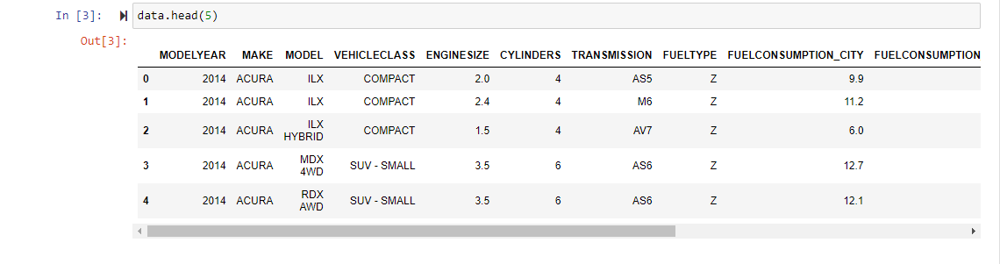 In [3]: data.head(5)
Out[3]:
MODELYEAR MAKE MODEL VEHICLECLASS ENGINESIZE CYLINDERS TRANSMISSION FUELTYPE FUELCONSUMPTION_CITY FUELCONSUMPTION
0 2014 ACURA ILX COMPACT 2.0 4 AS5 Z 9.9
1 2014 ACURA ILX COMPACT 2.4 4 M6 Z 11.2
2 2014 ACURA ILX HYBRID COMPACT 1.5 4 AV7 Z 6.0
3 2014 ACURA MDX 4WD SUV - SMALL 3.5 6 AS6 Z 12.7
4 2014 ACURA RDX AWD SUV - SMALL 3.5 6 AS6 Z 12.1